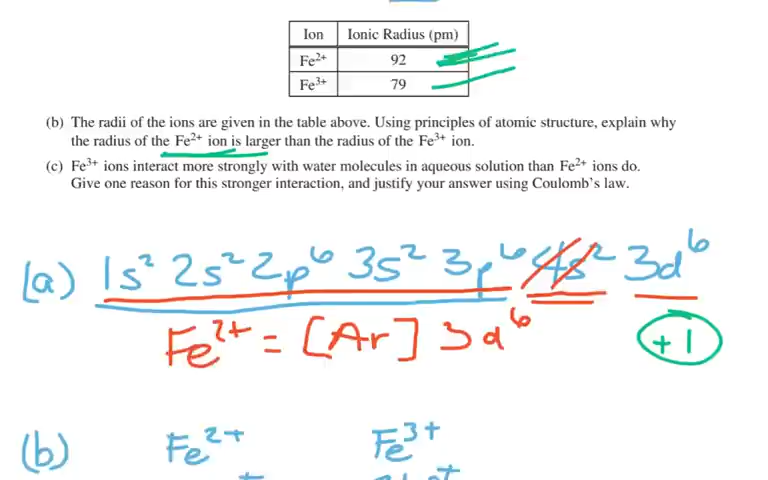 Ion Ionic Radius (pm)
Fe²⁺ 92
Fe³⁺ 79
(b) The radii of the ions are given in the table above. Using principles of atomic structure, explain why
the radius of the Fe²⁺ ion is larger than the radius of the Fe³⁺ ion.
(c) Fe³⁺ ions interact more strongly with water molecules in aqueous solution than Fe²⁺ ions do.
Give one reason for this stronger interaction, and justify your answer using Coulomb's law.
(a) 1s² 2s² 2p⁶ 3s² 3p⁶ 4s² 3d⁶
Fe²⁺ = [Ar] 3d⁶ +1
(b) Fe²⁺ Fe³⁺